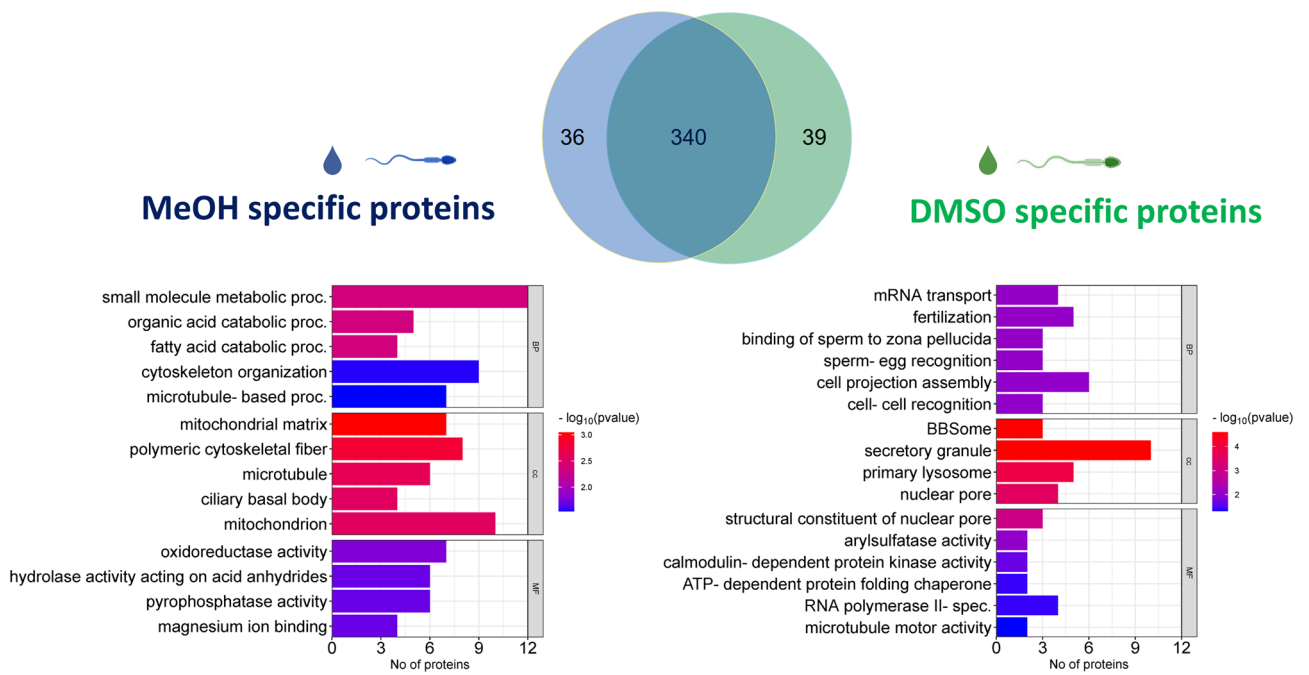 36
340
39
MeOH specific proteins
DMSO specific proteins
small molecule metabolic proc.
organic acid catabolic proc.
fatty acid catabolic proc.
cytoskeleton organization
microtubule- based proc.
BP
mitochondrial matrix
polymeric cytoskeletal fiber
microtubule
ciliary basal body
mitochondrion
cc
oxidoreductase activity
hydrolase activity acting on acid anhydrides
pyrophosphatase activity
magnesium ion binding
MF
0 3 6 9 12
No of proteins
- log10(pvalue)
3.0
2.5
2.0
mRNA transport
fertilization
binding of sperm to zona pellucida
sperm- egg recognition
cell projection assembly
cell- cell recognition
BP
BBSome
secretory granule
primary lysosome
nuclear pore
cc
structural constituent of nuclear pore
arylsulfatase activity
calmodulin- dependent protein kinase activity
ATP- dependent protein folding chaperone
RNA polymerase II- spec.
microtubule motor activity
MF
0 3 6 9 12
No of proteins
- log10(pvalue)
4
3
2